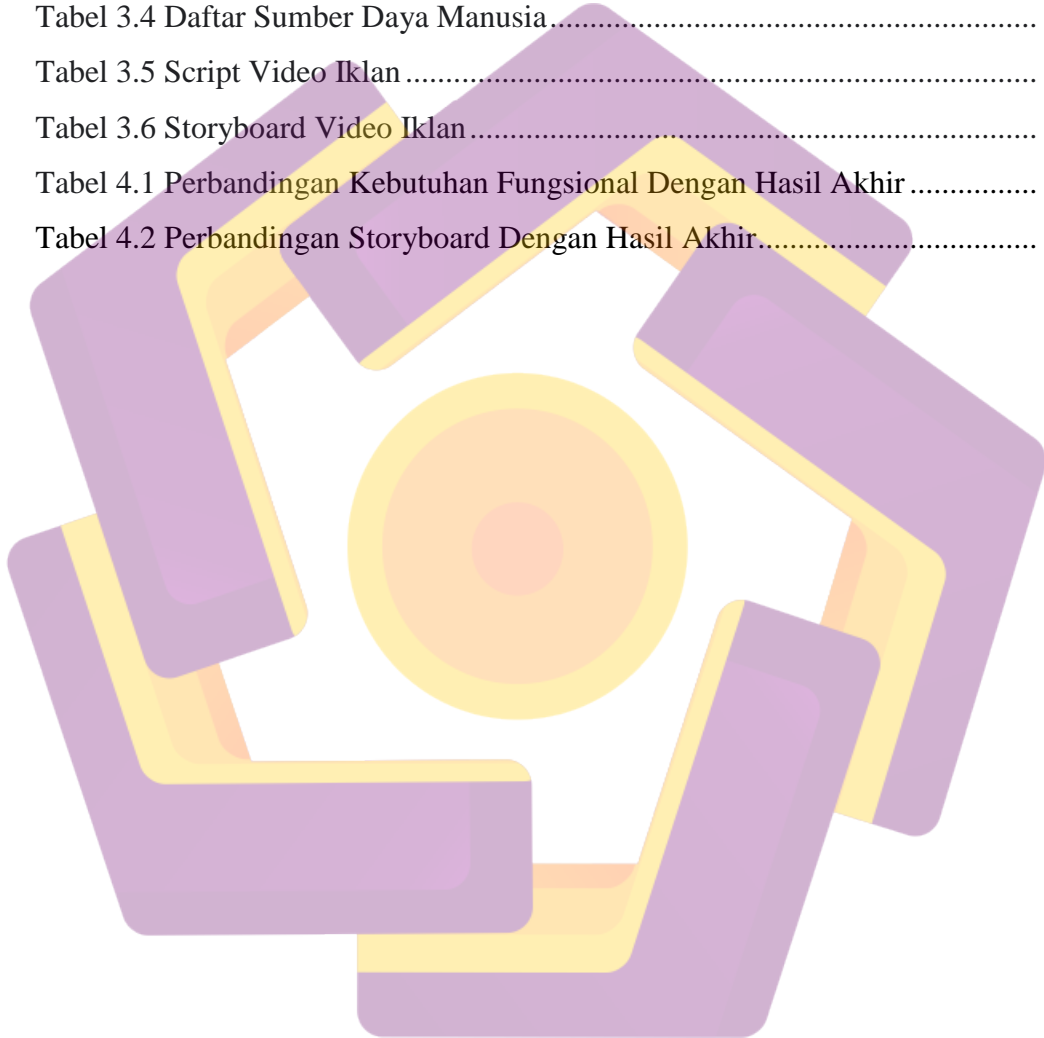 Tabel 3.4 Daftar Sumber Daya Manusia...................................................
Tabel 3.5 Script Video Iklan..................................................................
Tabel 3.6 Storyboard Video Iklan...........................................................
Tabel 4.1 Perbandingan Kebutuhan Fungsional Dengan Hasil Akhir................
Tabel 4.2 Perbandingan Storyboard Dengan Hasil Akhir..............................